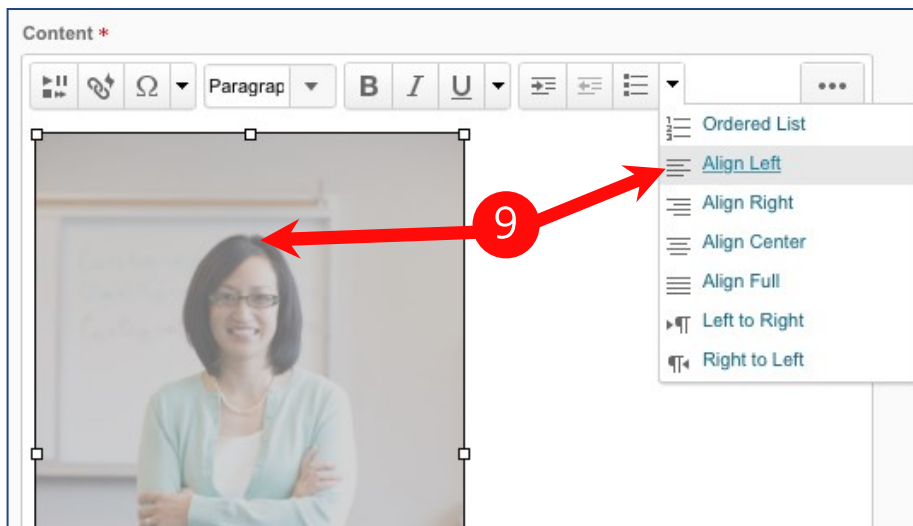 Content *
Ω Paragrap B I U •••
Ordered List
Align Left
9
Align Right
Align Center
Align Full
Left to Right
Right to Left